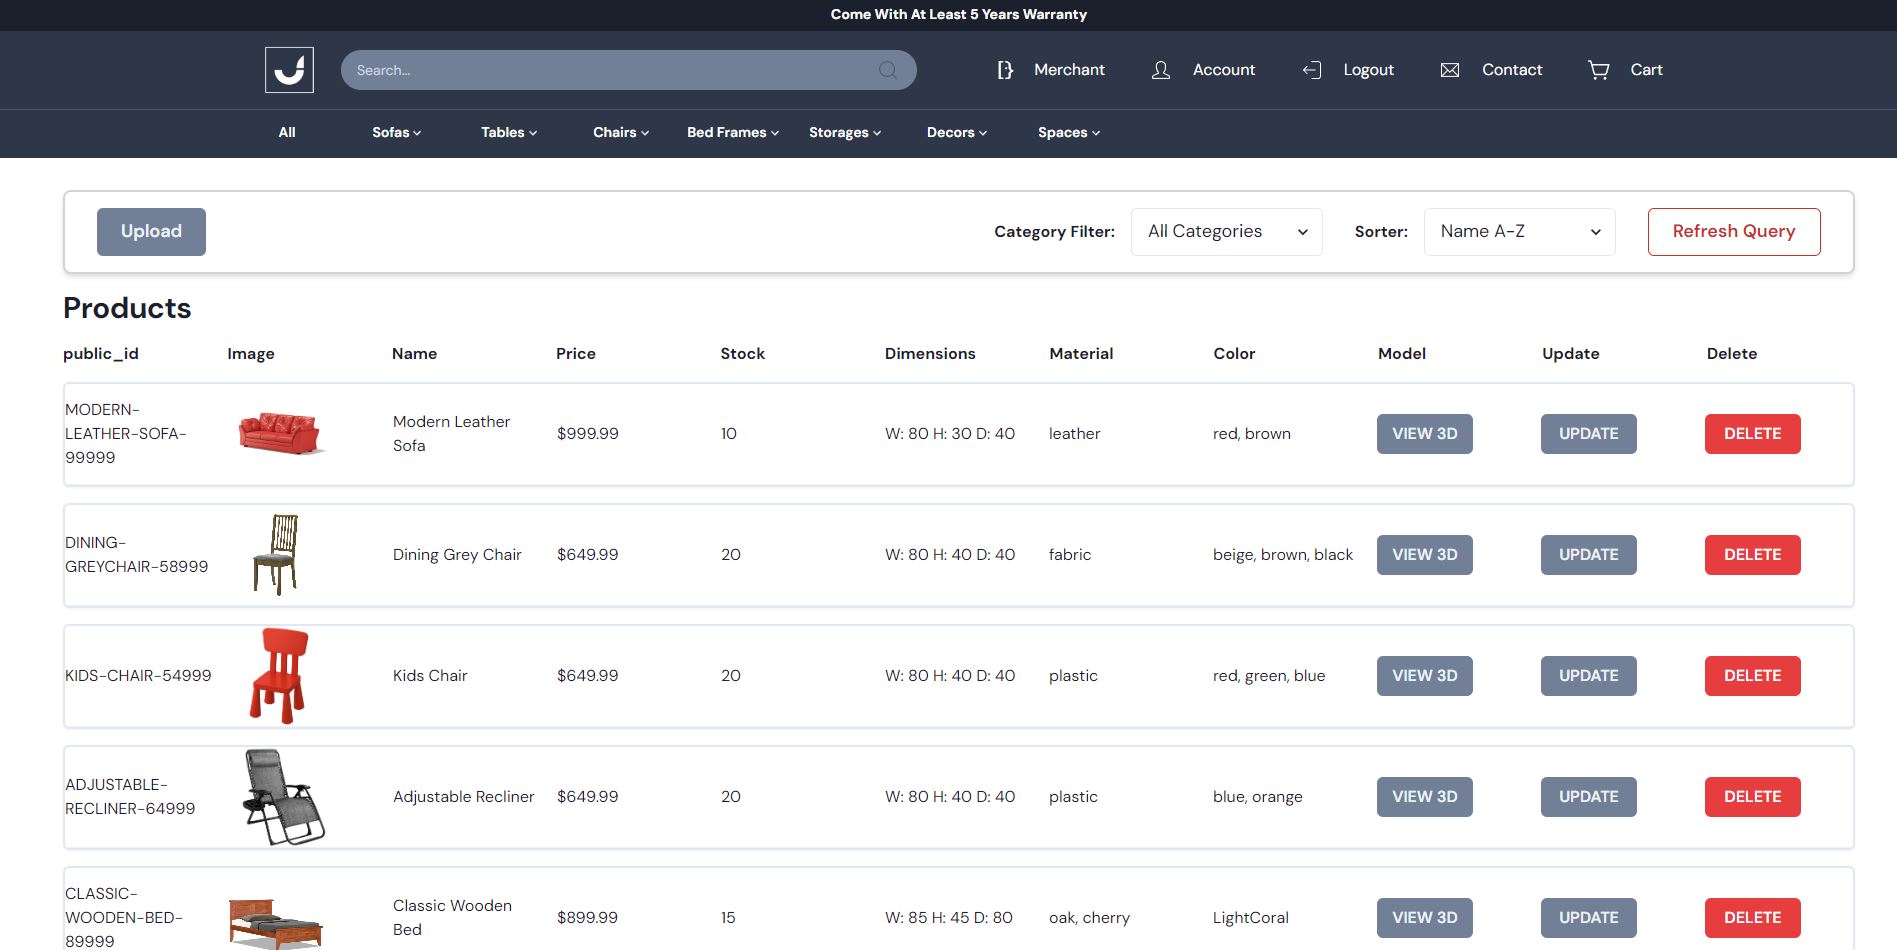 Come With At Least 5 Years Warranty
Search...
Merchant
Account
Logout
Contact
Cart
All
Sofas
Tables
Chairs
Bed Frames
Storages
Decors
Spaces
Upload
Category Filter:
All Categories
Sorter:
Name A-Z
Refresh Query
Products
public_id Image Name Price Stock Dimensions Material Color Model Update Delete
MODERN-
LEATHER-SOFA-
99999
Modern Leather
Sofa
$999.99
10
W: 80 H: 30 D: 40
leather
red, brown
VIEW 3D
UPDATE
DELETE
DINING-
GREYCHAIR-58999
Dining Grey Chair
$649.99
20
W: 80 H: 40 D: 40
fabric
beige, brown, black
VIEW 3D
UPDATE
DELETE
KIDS-CHAIR-54999
Kids Chair
$649.99
20
W: 80 H: 40 D: 40
plastic
red, green, blue
VIEW 3D
UPDATE
DELETE
ADJUSTABLE-
RECLINER-64999
Adjustable Recliner
$649.99
20
W: 80 H: 40 D: 40
plastic
blue, orange
VIEW 3D
UPDATE
DELETE
CLASSIC-
WOODEN-BED-
89999
Classic Wooden
Bed
$899.99
15
W: 85 H: 45 D: 80
oak, cherry
LightCoral
VIEW 3D
UPDATE
DELETE